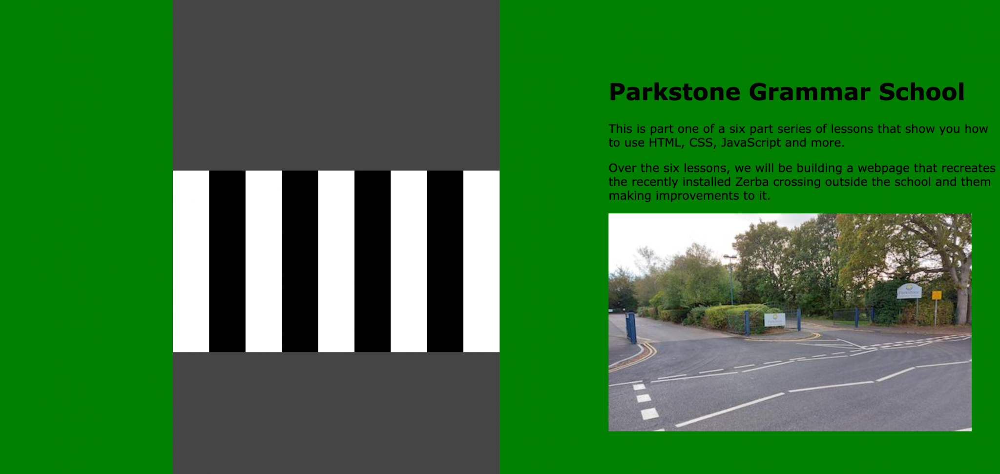 Parkstone Grammar School
This is part one of a six part series of lessons that show you how
to use HTML, CSS, JavaScript and more.
Over the six lessons, we will be building a webpage that recreates
the recently installed Zerba crossing outside the school and them
making improvements to it.
Parkstone
Parkstone